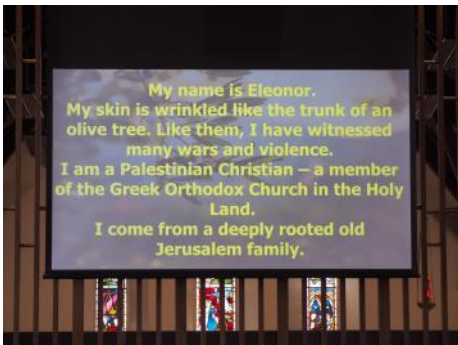 My name is Eleonor.
My skin is wrinkled like the trunk of an
olive tree. Like them, I have witnessed
many wars and violence.
I am a Palestinian Christian – a member
of the Greek Orthodox Church in the Holy
Land.
I come from a deeply rooted old
Jerusalem family.